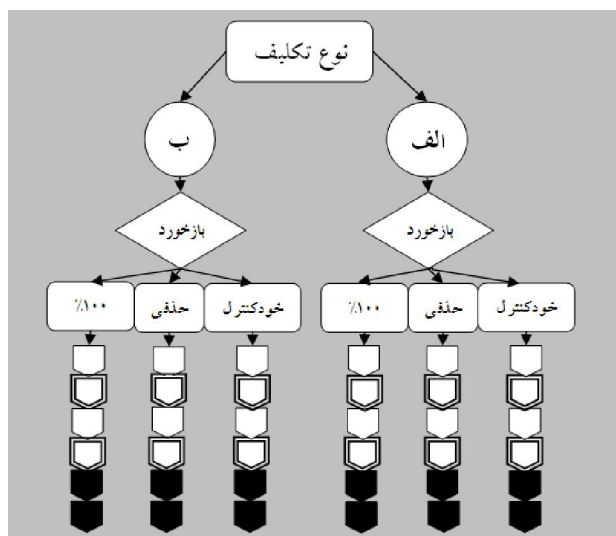 نوع تکلیف
الف
ب
بازخورد
بازخورد
خودکنترل
حذفی
٪۱۰۰
خودکنترل
حذفی
٪۱۰۰